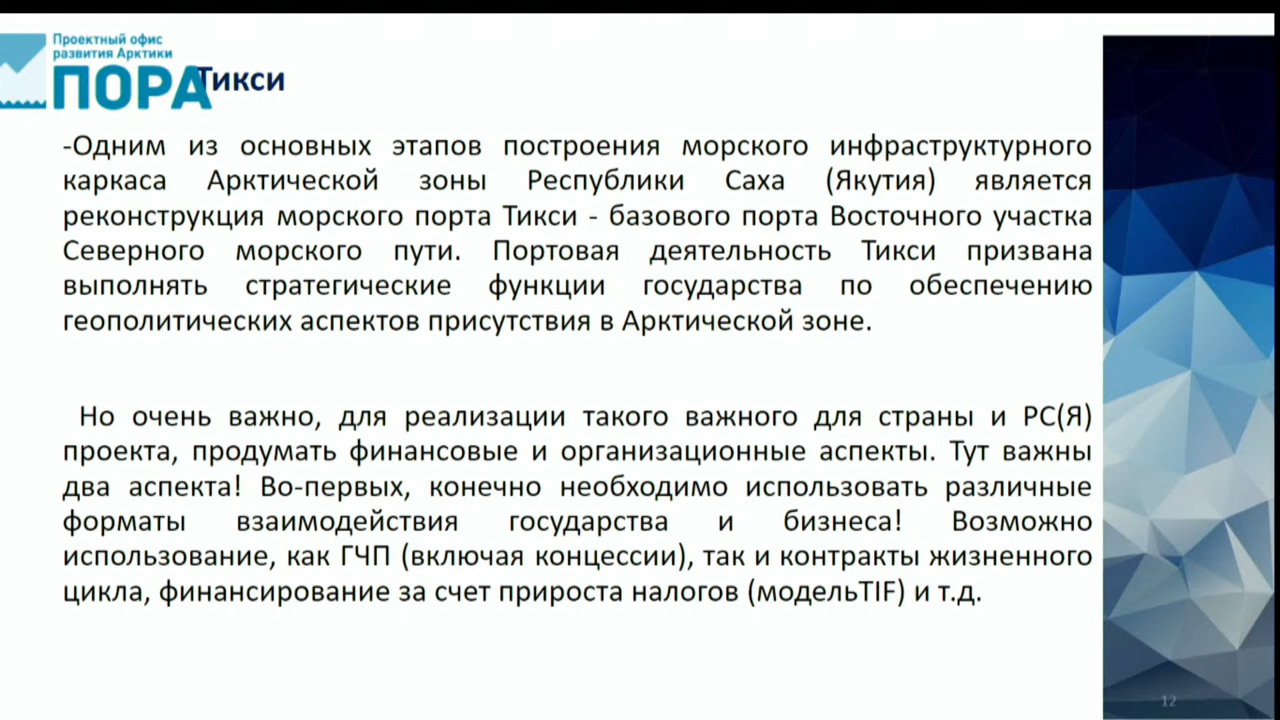 Проектный офис
развития Арктики
ПОРА
Тикси
-Одним из основных этапов построения морского инфраструктурного
каркаса Арктической зоны Республики Саха (Якутия) является
реконструкция морского порта Тикси - базового порта Восточного участка
Северного морского пути. Портовая деятельность Тикси призвана
выполнять стратегические функции государства по обеспечению
геополитических аспектов присутствия в Арктической зоне.
Но очень важно, для реализации такого важного для страны и РС(Я)
проекта, продумать финансовые и организационные аспекты. Тут важны
два аспекта! Во-первых, конечно необходимо использовать различные
форматы взаимодействия государства и бизнеса! Возможно
использование, как ГЧП (включая концессии), так и контракты жизненного
цикла, финансирование за счет прироста налогов (модельTIF) и т.д.
12